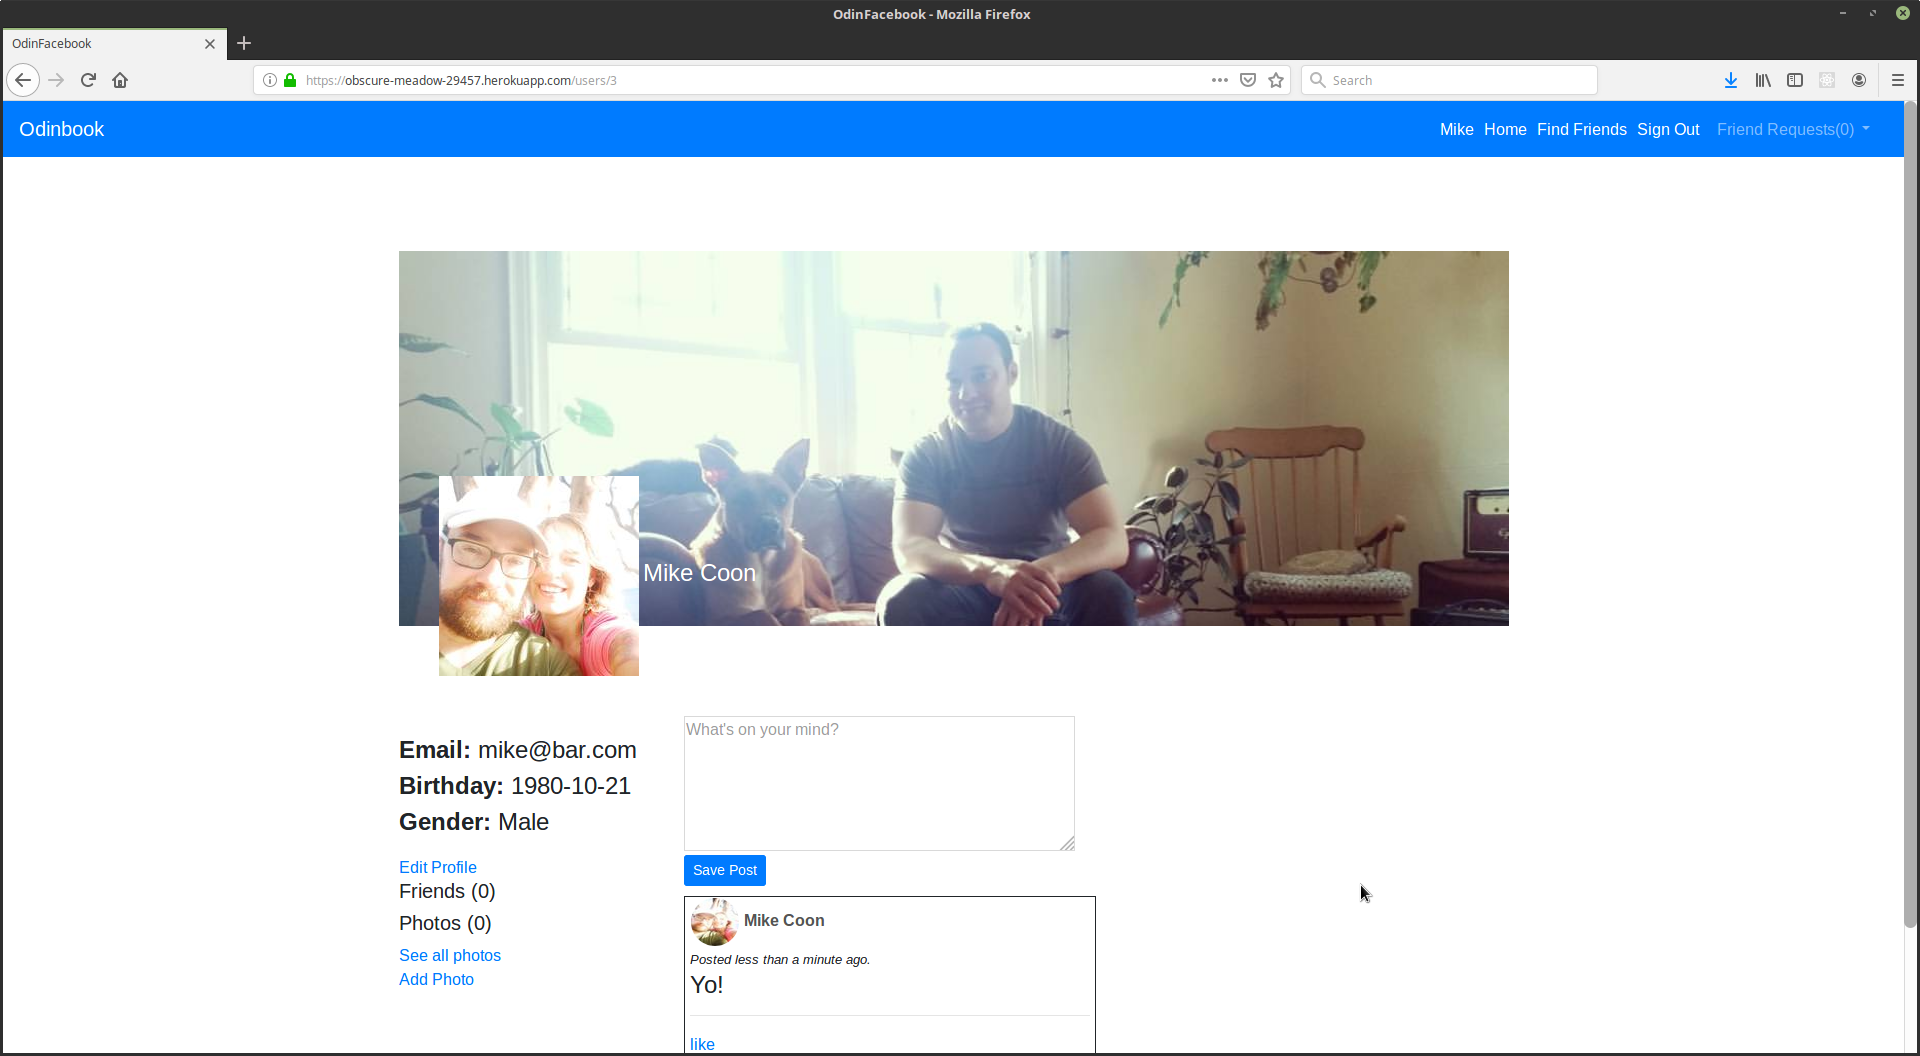 OdinFacebook - Mozilla Firefox
OdinFacebook
https://obscure-meadow-29457.herokuapp.com/users/3
Search
Odinbook
Mike Home Find Friends Sign Out Friend Requests(0)
Mike Coon
Email: mike@bar.com
Birthday: 1980-10-21
Gender: Male
Edit Profile
Friends (0)
Photos (0)
See all photos
Add Photo
What's on your mind?
Save Post
Mike Coon
Posted less than a minute ago.
Yo!
like